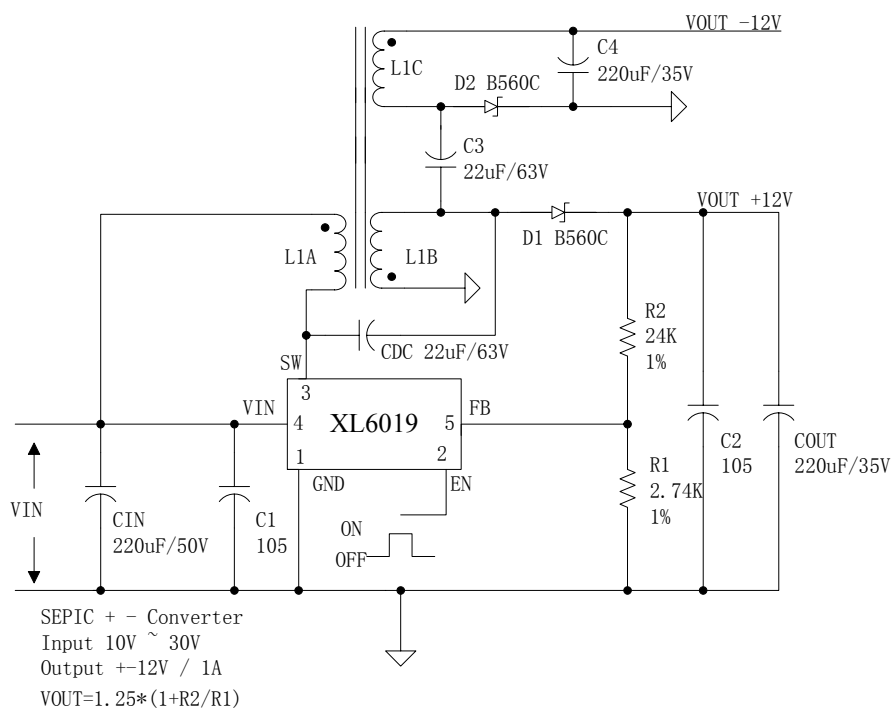 VOUT -12V
C4
220uF/35V
L1C
D2 B560C
C3
22uF/63V
VOUT +12V
L1A
L1B
D1 B560C
R2
24K
1%
CDC 22uF/63V
SW
3
VIN
4
XL6019
5
FB
1
2
GND
EN
R1
2.74K
1%
C2
105
COUT
220uF/35V
VIN
CIN
220uF/50V
C1
105
ON
OFF
SEPIC + - Converter
Input 10V ~ 30V
Output +-12V / 1A
VOUT=1.25*(1+R2/R1)